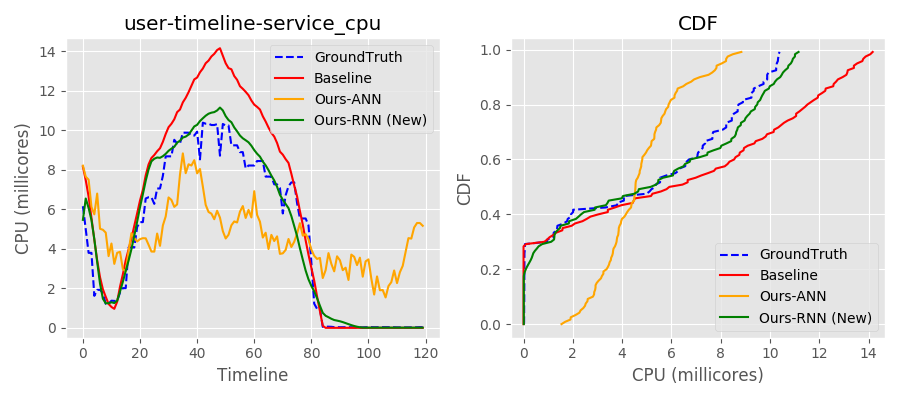 user-timeline-service_cpu
CPU (millicores)
14
12
10
8
6
4
2
0
0 20 40 60 80 100 120
Timeline
GroundTruth
Baseline
Ours-ANN
Ours-RNN (New)
CDF
CDF
1.0
0.8
0.6
0.4
0.2
0.0
0 2 4 6 8 10 12 14
CPU (millicores)
GroundTruth
Baseline
Ours-ANN
Ours-RNN (New)